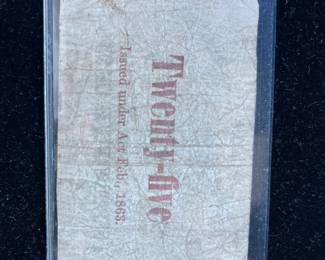 Twenty-five
Issued under Act Feb., 1863.